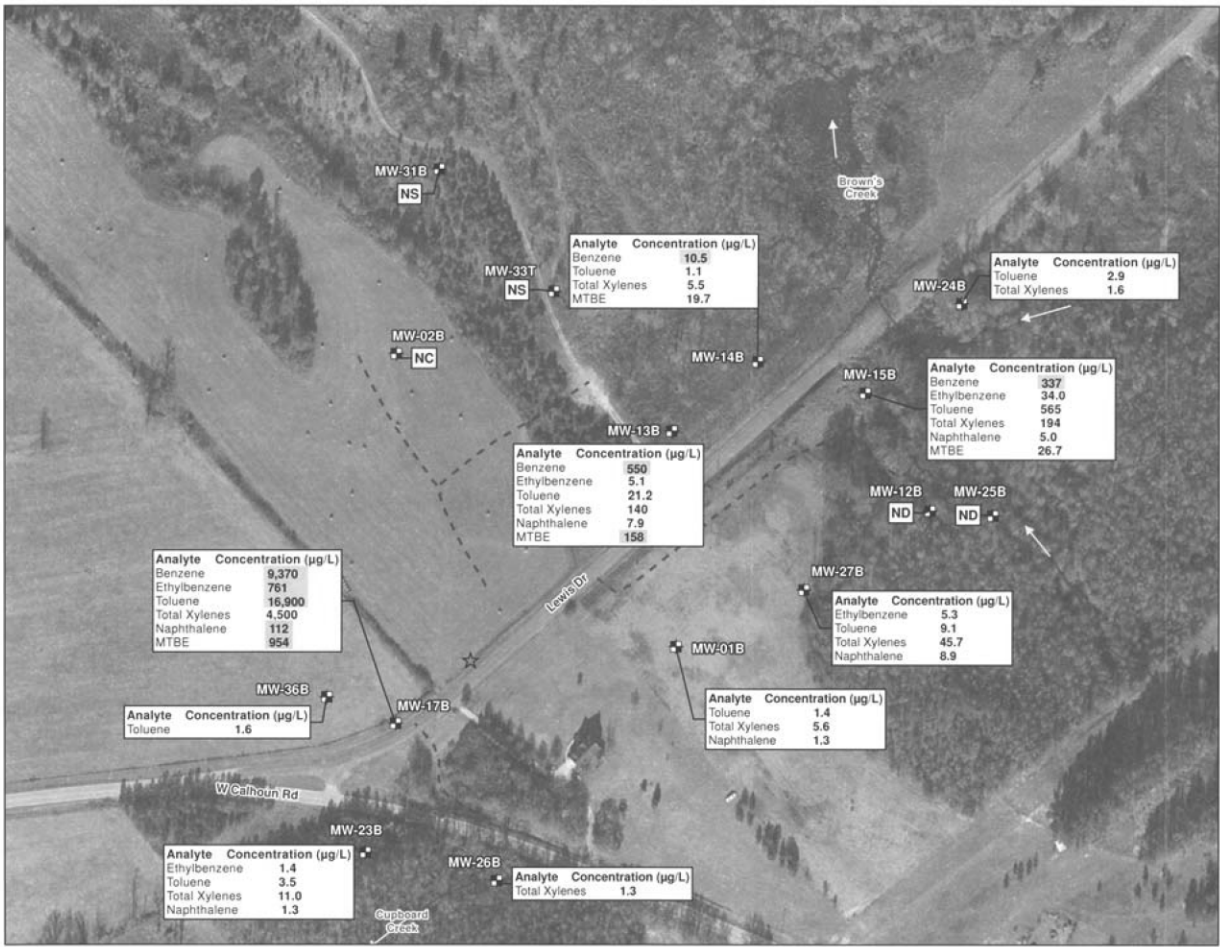 MW-31B
NS
Brown's
Creek
MW-33T
NS
Analyte Concentration (µg/L)
Benzene 10.5
Toluene 1.1
Total Xylenes 5.5
MTBE 19.7
MW-14B
MW-24B
Analyte Concentration (µg/L)
Toluene 2.9
Total Xylenes 1.6
MW-02B
NC
MW-15B
Analyte Concentration (µg/L)
Benzene 337
Ethylbenzene 34.0
Toluene 565
Total Xylenes 194
Naphthalene 5.0
MTBE 26.7
MW-13B
Analyte Concentration (µg/L)
Benzene 550
Ethylbenzene 5.1
Toluene 21.2
Total Xylenes 140
Naphthalene 7.9
MTBE 158
MW-12B
ND
MW-25B
ND
Analyte Concentration (µg/L)
Benzene 9,370
Ethylbenzene 761
Toluene 16,900
Total Xylenes 4,500
Naphthalene 112
MTBE 954
Lewis Dr
MW-27B
Analyte Concentration (µg/L)
Ethylbenzene 5.3
Toluene 9.1
Total Xylenes 45.7
Naphthalene 8.9
MW-01B
Analyte Concentration (µg/L)
Toluene 1.4
Total Xylenes 5.6
Naphthalene 1.3
MW-36B
Analyte Concentration (µg/L)
Toluene 1.6
MW-17B
W Calhoun Rd
MW-23B
Analyte Concentration (µg/L)
Ethylbenzene 1.4
Toluene 3.5
Total Xylenes 11.0
Naphthalene 1.3
MW-26B
Analyte Concentration (µg/L)
Total Xylenes 1.3
Cupboard
Creek